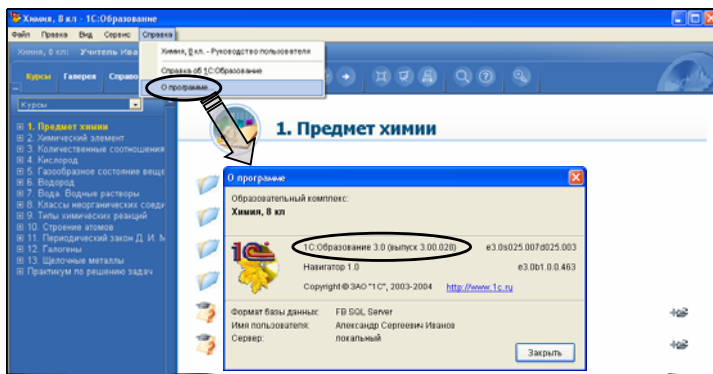 Химия, 8 кл - 1С:Образование
Файл Правка Вид Сервис Справка
Химия, 8 кл: Учитель Ива
Химия, 8 кл. - Руководство пользователя
Справка об 1С:Образование
О программе...
Курсы Галерея Справо
Курсы
1. Предмет химии
2. Химический элемент
3. Количественные соотношения
4. Кислород
5. Газообразное состояние веще
6. Водород
7. Вода. Водные растворы
8. Классы неорганических соеди
9. Типы химических реакций
10. Строение атомов
11. Периодический закон Д. И. М
12. Галогены
13. Щелочные металлы
Практикум по решению задач
1. Предмет химии
О программе
Образовательный комплекс:
Химия, 8 кл
1С:Образование 3.0 (выпуск 3.00.028) e3.0s025.007d025.003
Навигатор 1.0 e3.0b1.0.0.463
Copyright © ЗАО "1С", 2003-2004 http://www.1c.ru
Формат базы данных: FB SQL Server
Имя пользователя: Александр Сергеевич Иванов
Сервер: локальный
Закрыть